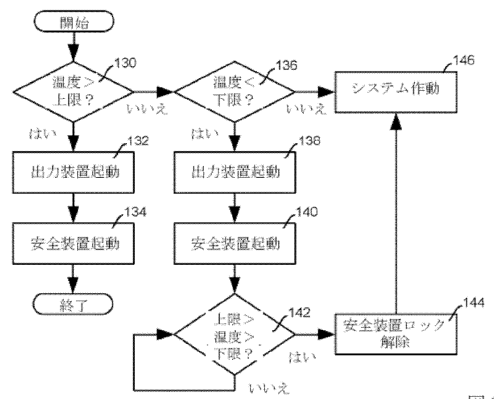 開始
130
温度>
上限?
いいえ
はい
136
温度<
下限?
いいえ
はい
146
システム作動
132
出力装置起動
138
出力装置起動
134
安全装置起動
140
安全装置起動
終了
142
上限>
温度>
下限?
はい
いいえ
144
安全装置ロック
解除